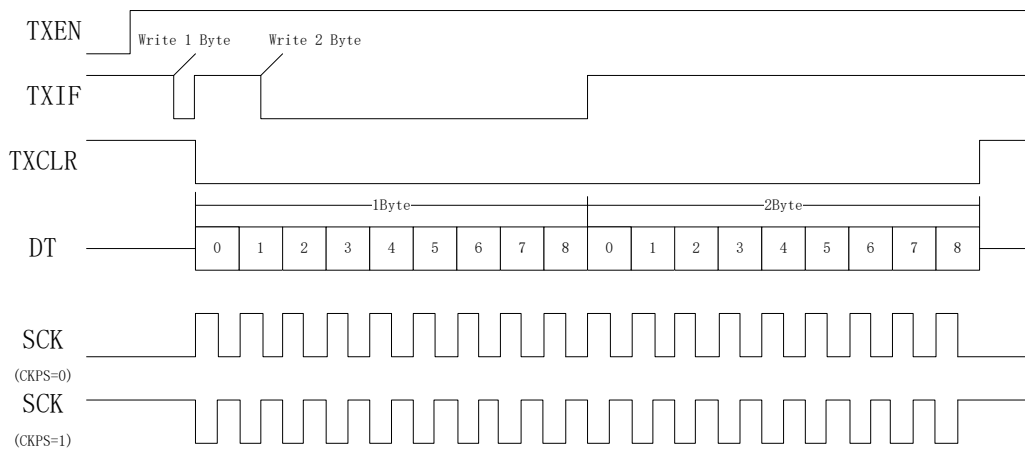 TXEN
Write 1 Byte Write 2 Byte
TXIF
TXCLR
1Byte 2Byte
DT 0 1 2 3 4 5 6 7 8 0 1 2 3 4 5 6 7 8
SCK
(CKPS=0)
SCK
(CKPS=1)